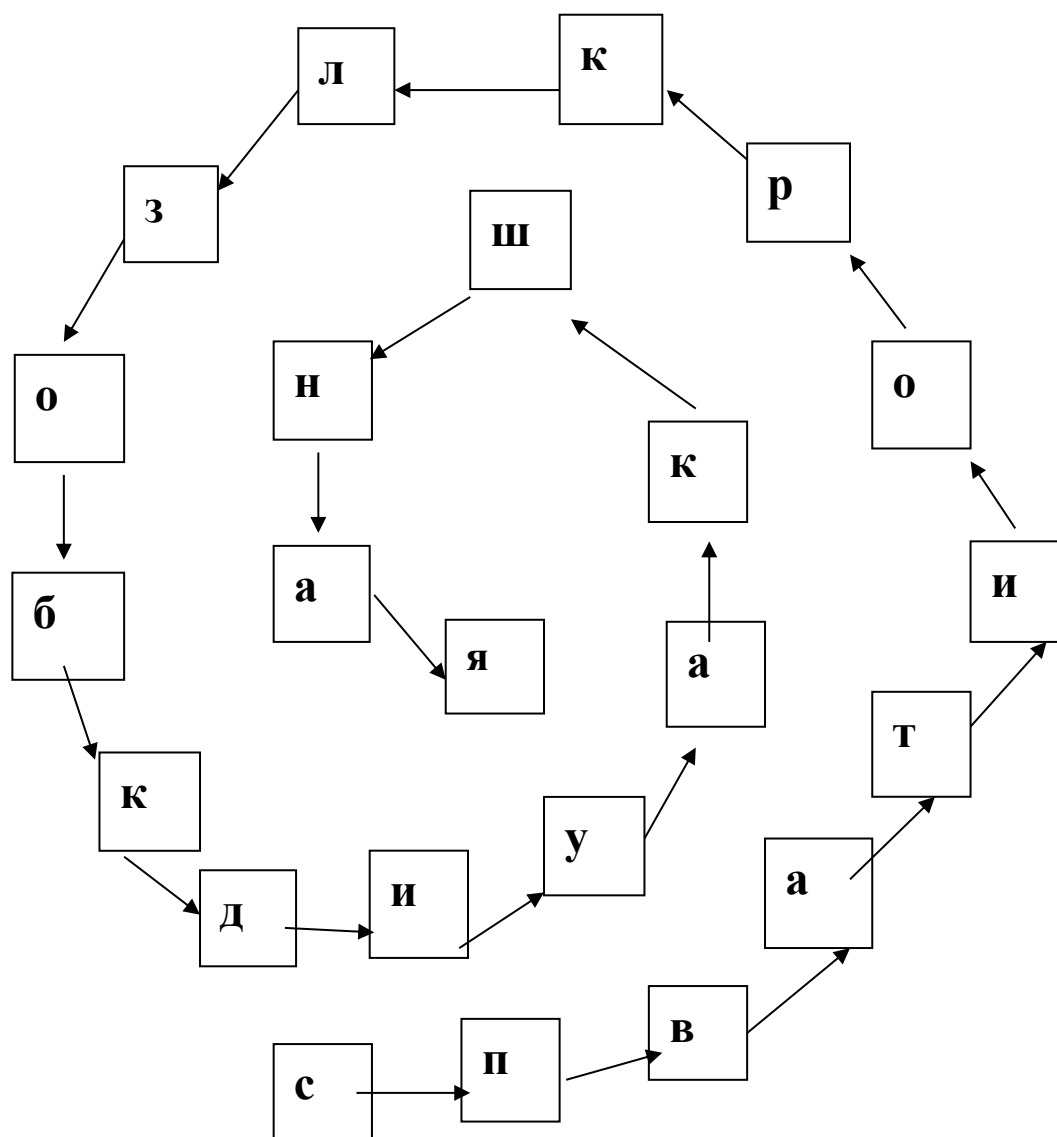 с
п
в
а
т
и
о
р
к
л
з
о
б
к
д
и
у
а
к
ш
н
а
я